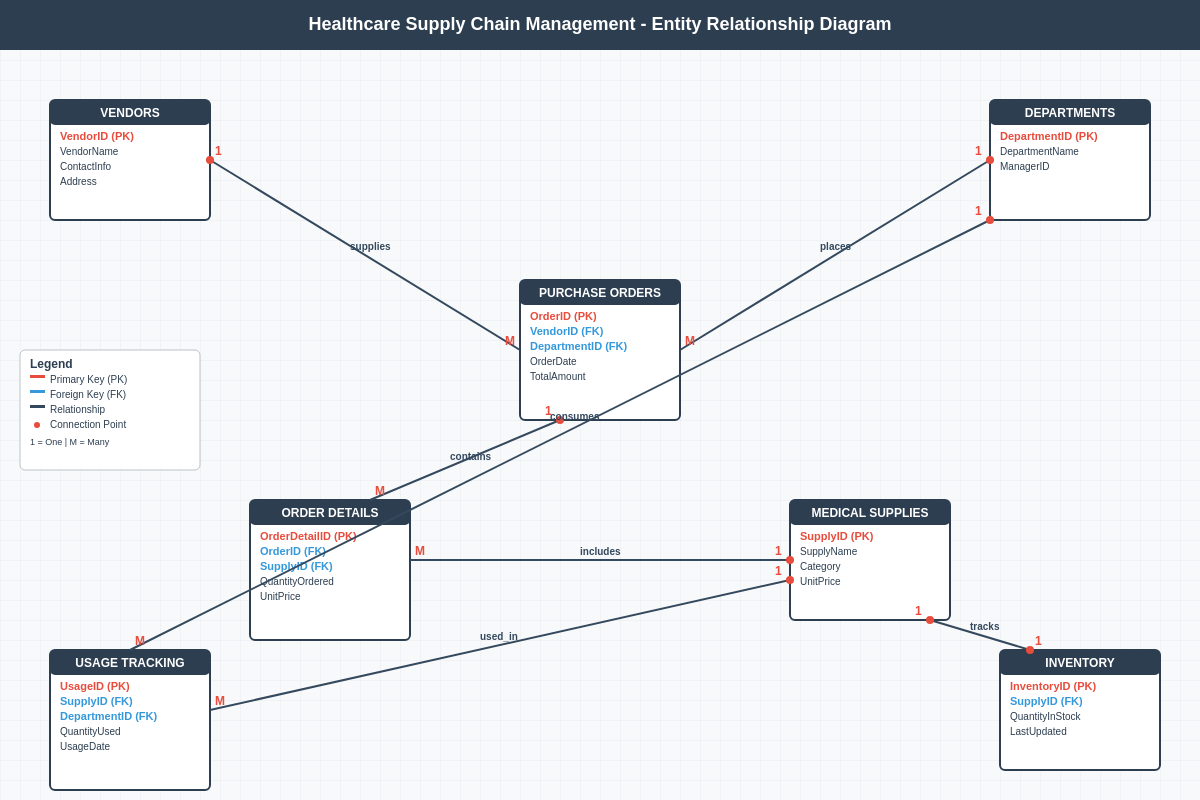 Healthcare Supply Chain Management - Entity Relationship Diagram
VENDORS
VendorID (PK)
VendorName
ContactInfo
Address
1
supplies
M
DEPARTMENTS
DepartmentID (PK)
DepartmentName
ManagerID
1
1
places
M
PURCHASE ORDERS
OrderID (PK)
VendorID (FK)
DepartmentID (FK)
OrderDate
TotalAmount
1
consumes
contains
M
Legend
Primary Key (PK)
Foreign Key (FK)
Relationship
Connection Point
1 = One | M = Many
ORDER DETAILS
OrderDetailID (PK)
OrderID (FK)
SupplyID (FK)
QuantityOrdered
UnitPrice
M
includes
1
1
MEDICAL SUPPLIES
SupplyID (PK)
SupplyName
Category
UnitPrice
1
tracks
1
used_in
M
M
USAGE TRACKING
UsageID (PK)
SupplyID (FK)
DepartmentID (FK)
QuantityUsed
UsageDate
INVENTORY
InventoryID (PK)
SupplyID (FK)
QuantityInStock
LastUpdated